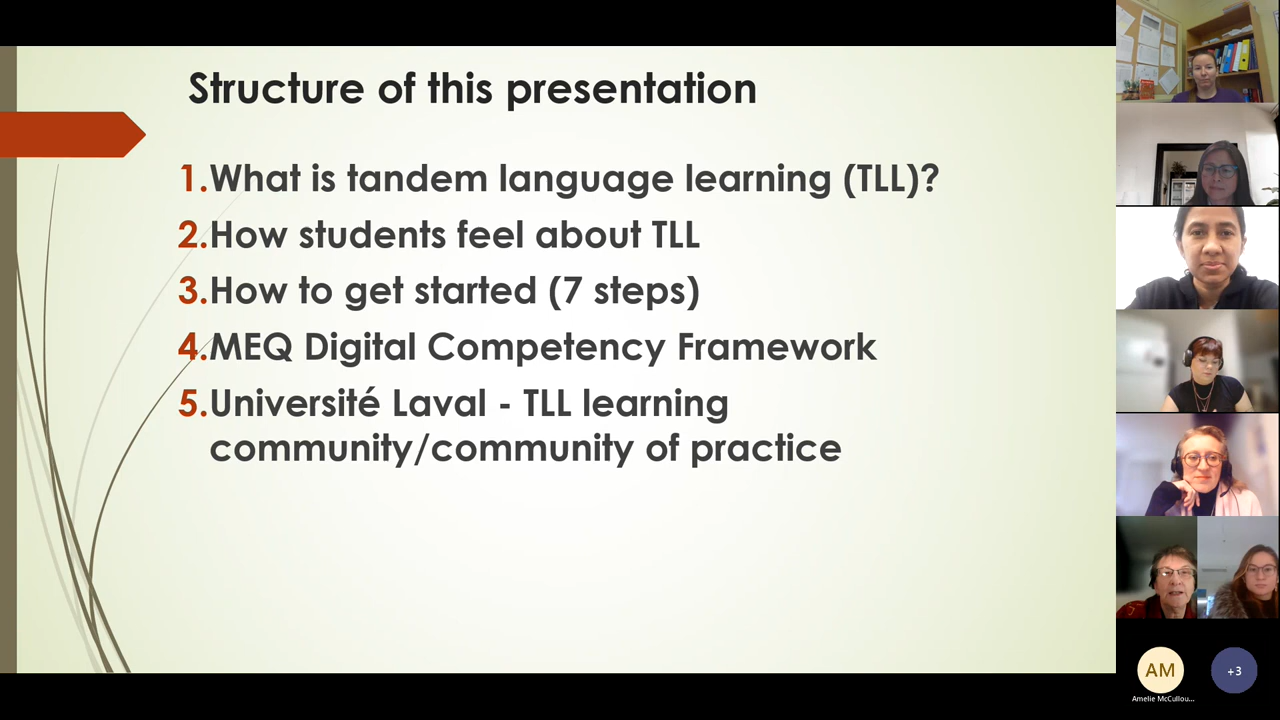 Structure of this presentation
1.What is tandem language learning (TLL)?
2.How students feel about TLL
3.How to get started (7 steps)
4.MEQ Digital Competency Framework
5.Université Laval - TLL learning
community/community of practice
AM
+3
Amelie McCullou...